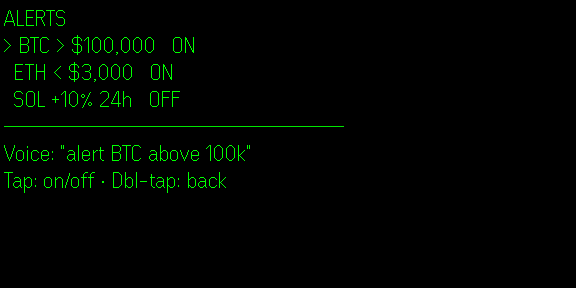 ALERTS
> BTC > $100,000 ON
ETH < $3,000 ON
SOL +10% 24h OFF
Voice: "alert BTC above 100k"
Tap: on/off · Dbl-tap: back